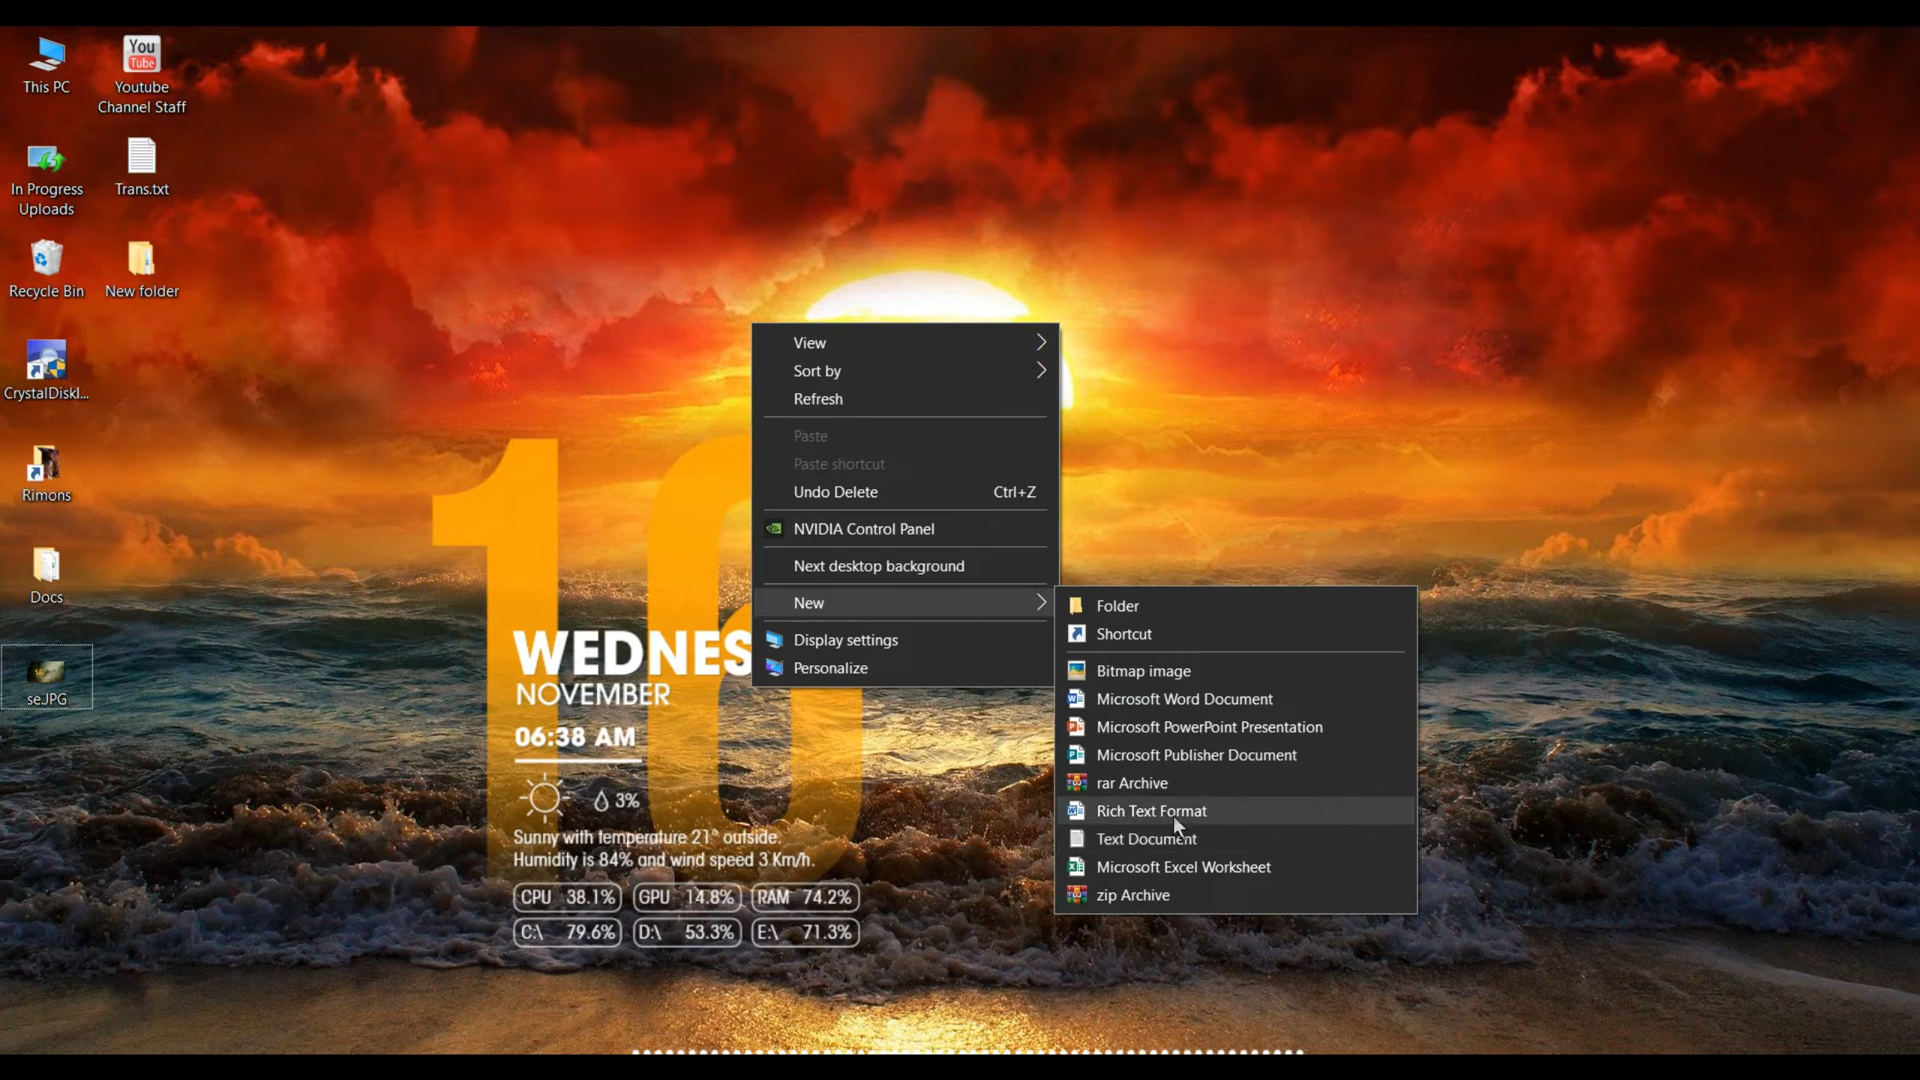 This PC
You
Tube
Youtube
Channel Staff
In Progress
Uploads
Trans.txt
Recycle Bin
New folder
CrystalDiskI...
Rimons
Docs
seJPG
View
Sort by
Refresh
Paste
Paste shortcut
Undo Delete Ctrl+Z
NVIDIA Control Panel
Next desktop background
New
Display settings
Personalize
Folder
Shortcut
Bitmap image
Microsoft Word Document
Microsoft PowerPoint Presentation
Microsoft Publisher Document
rar Archive
Rich Text Format
Text Document
Microsoft Excel Worksheet
zip Archive
WEDNES
NOVEMBER
06:38 AM
3%
Sunny with temperature 21° outside.
Humidity is 84% and wind speed 3 Km/h.
CPU 38.1% GPU 14.8% RAM 74.2%
C:\ 79.6% D:\ 53.3% E:\ 71.3%